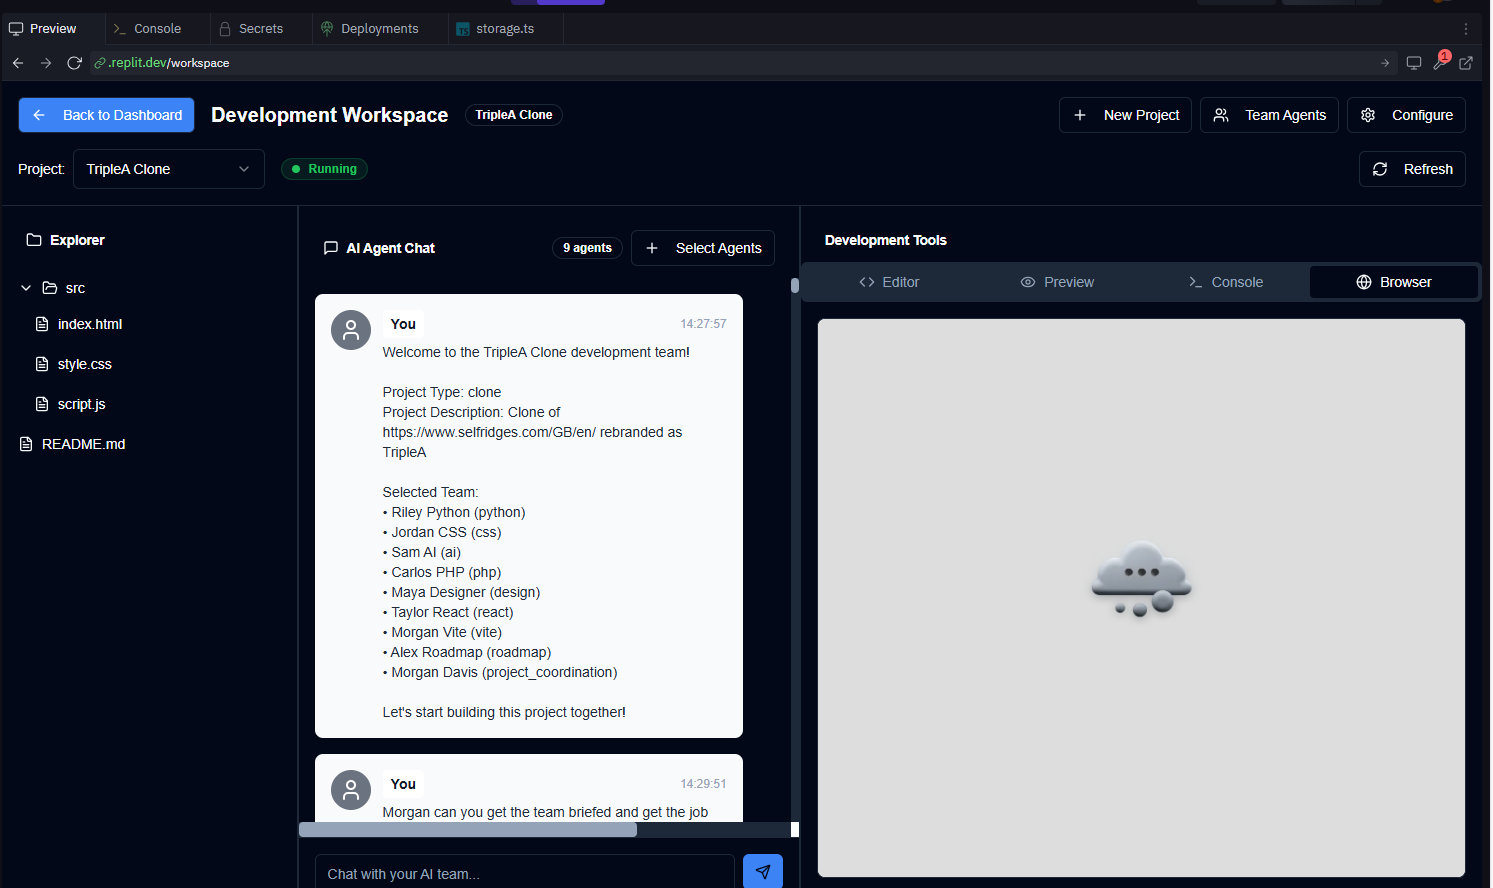 Preview
Console
Secrets
Deployments
TS storage.ts
.replit.dev/workspace
1
Back to Dashboard
Development Workspace
TripleA Clone
New Project
Team Agents
Configure
Project:
TripleA Clone
Running
Refresh
Explorer
src
index.html
style.css
script.js
README.md
AI Agent Chat
9 agents
Select Agents
You
14:27:57
Welcome to the TripleA Clone development team!
Project Type: clone
Project Description: Clone of
https://www.selfridges.com/GB/en/ rebranded as
TripleA
Selected Team:
• Riley Python (python)
• Jordan CSS (css)
• Sam AI (ai)
• Carlos PHP (php)
• Maya Designer (design)
• Taylor React (react)
• Morgan Vite (vite)
• Alex Roadmap (roadmap)
• Morgan Davis (project_coordination)
Let's start building this project together!
You
14:29:51
Morgan can you get the team briefed and get the job
Chat with your AI team...
Development Tools
Editor
Preview
Console
Browser